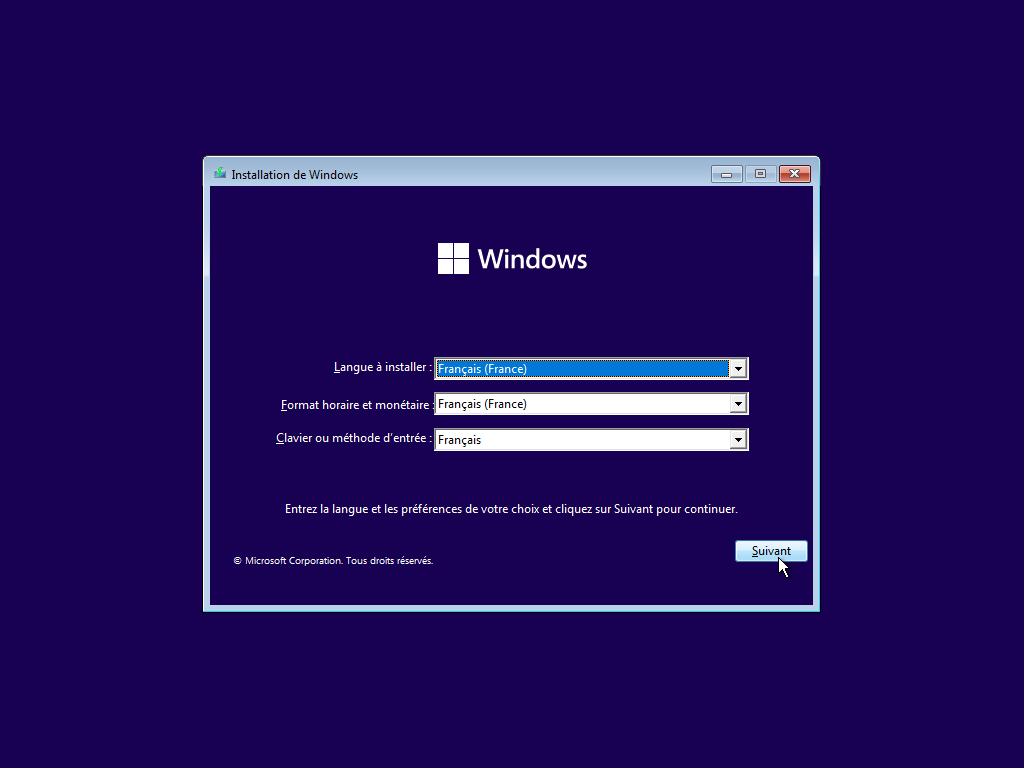 Installation de Windows
Windows
Langue à installer : Français (France)
Format horaire et monétaire : Français (France)
Clavier ou méthode d'entrée : Français
Entrez la langue et les préférences de votre choix et cliquez sur Suivant pour continuer.
Suivant
© Microsoft Corporation. Tous droits réservés.